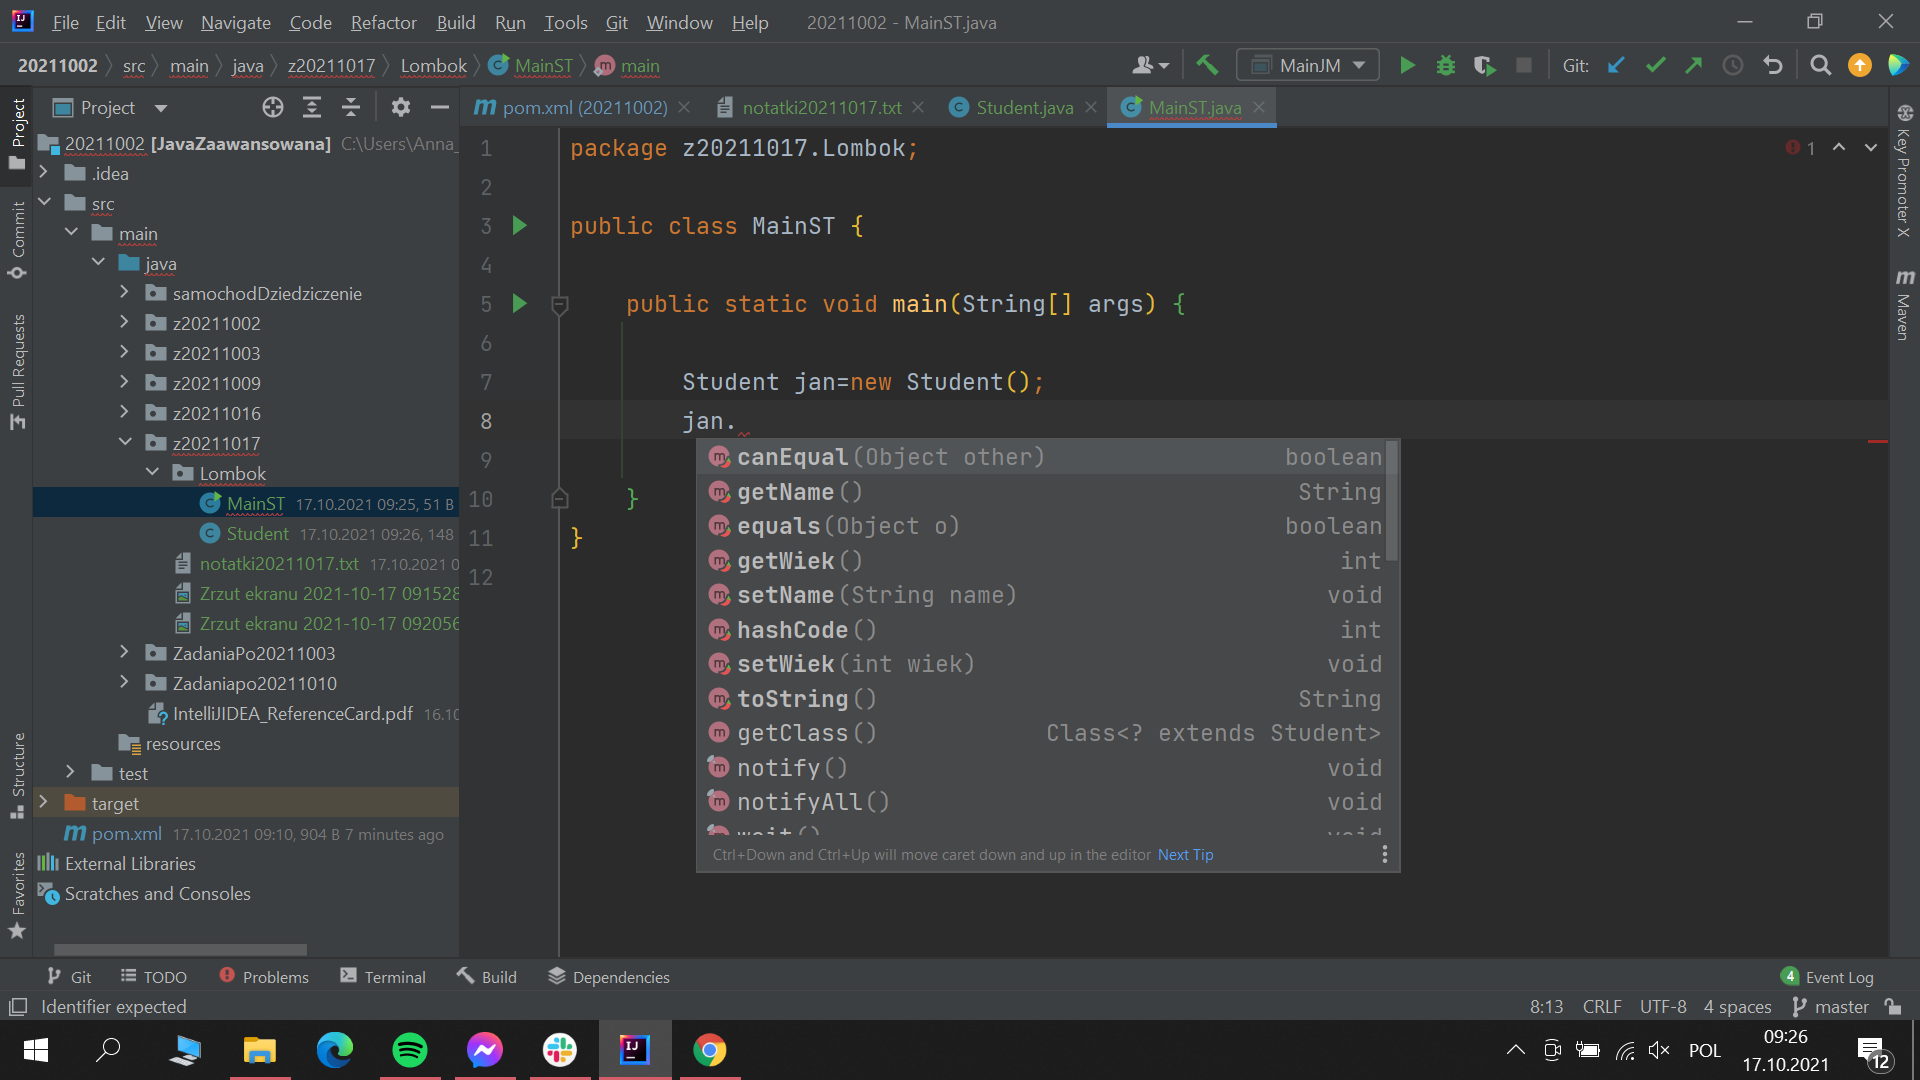 File Edit View Navigate Code Refactor Build Run Tools Git Window Help 20211002 - MainST.java
20211002 src main java z20211017 Lombok MainST main MainJM Git:
Project
pom.xml (20211002) notatki20211017.txt Student.java MainST.java
20211002 [JavaZaawansowana] C:\Users\Anna_
.idea
src
main
java
samochodDziedziczenie
z20211002
z20211003
z20211009
z20211016
z20211017
Lombok
MainST 17.10.2021 09:25, 51 B
Student 17.10.2021 09:26, 148
notatki20211017.txt 17.10.2021 0
Zrzut ekranu 2021-10-17 091528
Zrzut ekranu 2021-10-17 092056
ZadaniaPo20211003
Zadaniapo20211010
IntelliJIDEA_ReferenceCard.pdf 16.10
resources
test
target
pom.xml 17.10.2021 09:10, 904 B 7 minutes ago
External Libraries
Scratches and Consoles
Project
Commit
Pull Requests
Structure
Favorites
1 package z20211017.Lombok;
2
3 public class MainST {
4
5 public static void main(String[] args) {
6
7 Student jan=new Student();
8 jan.
9
10 }
11 }
12
1
canEqual(Object other) boolean
getName() String
equals(Object o) boolean
getWiek() int
setName(String name) void
hashCode() int
setWiek(int wiek) void
toString() String
getClass() Class<? extends Student>
notify() void
notifyAll() void
wait() void
Ctrl+Down and Ctrl+Up will move caret down and up in the editor Next Tip
Key Promoter X
Maven
Git TODO Problems Terminal Build Dependencies 4 Event Log
Identifier expected 8:13 CRLF UTF-8 4 spaces master
POL 09:26
17.10.2021
12